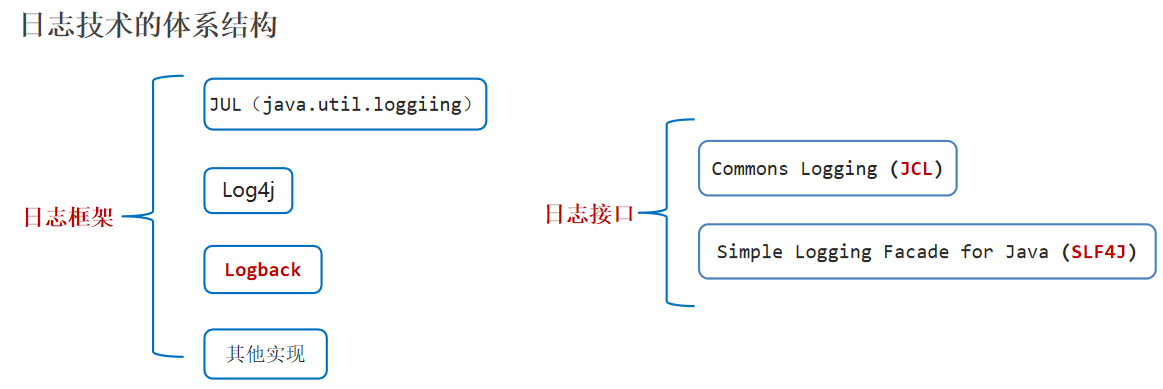 日志技术的体系结构
JUL（java.util.loggiing）
Log4j
日志框架
Logback
其他实现
Commons Logging (JCL)
日志接口
Simple Logging Facade for Java (SLF4J)